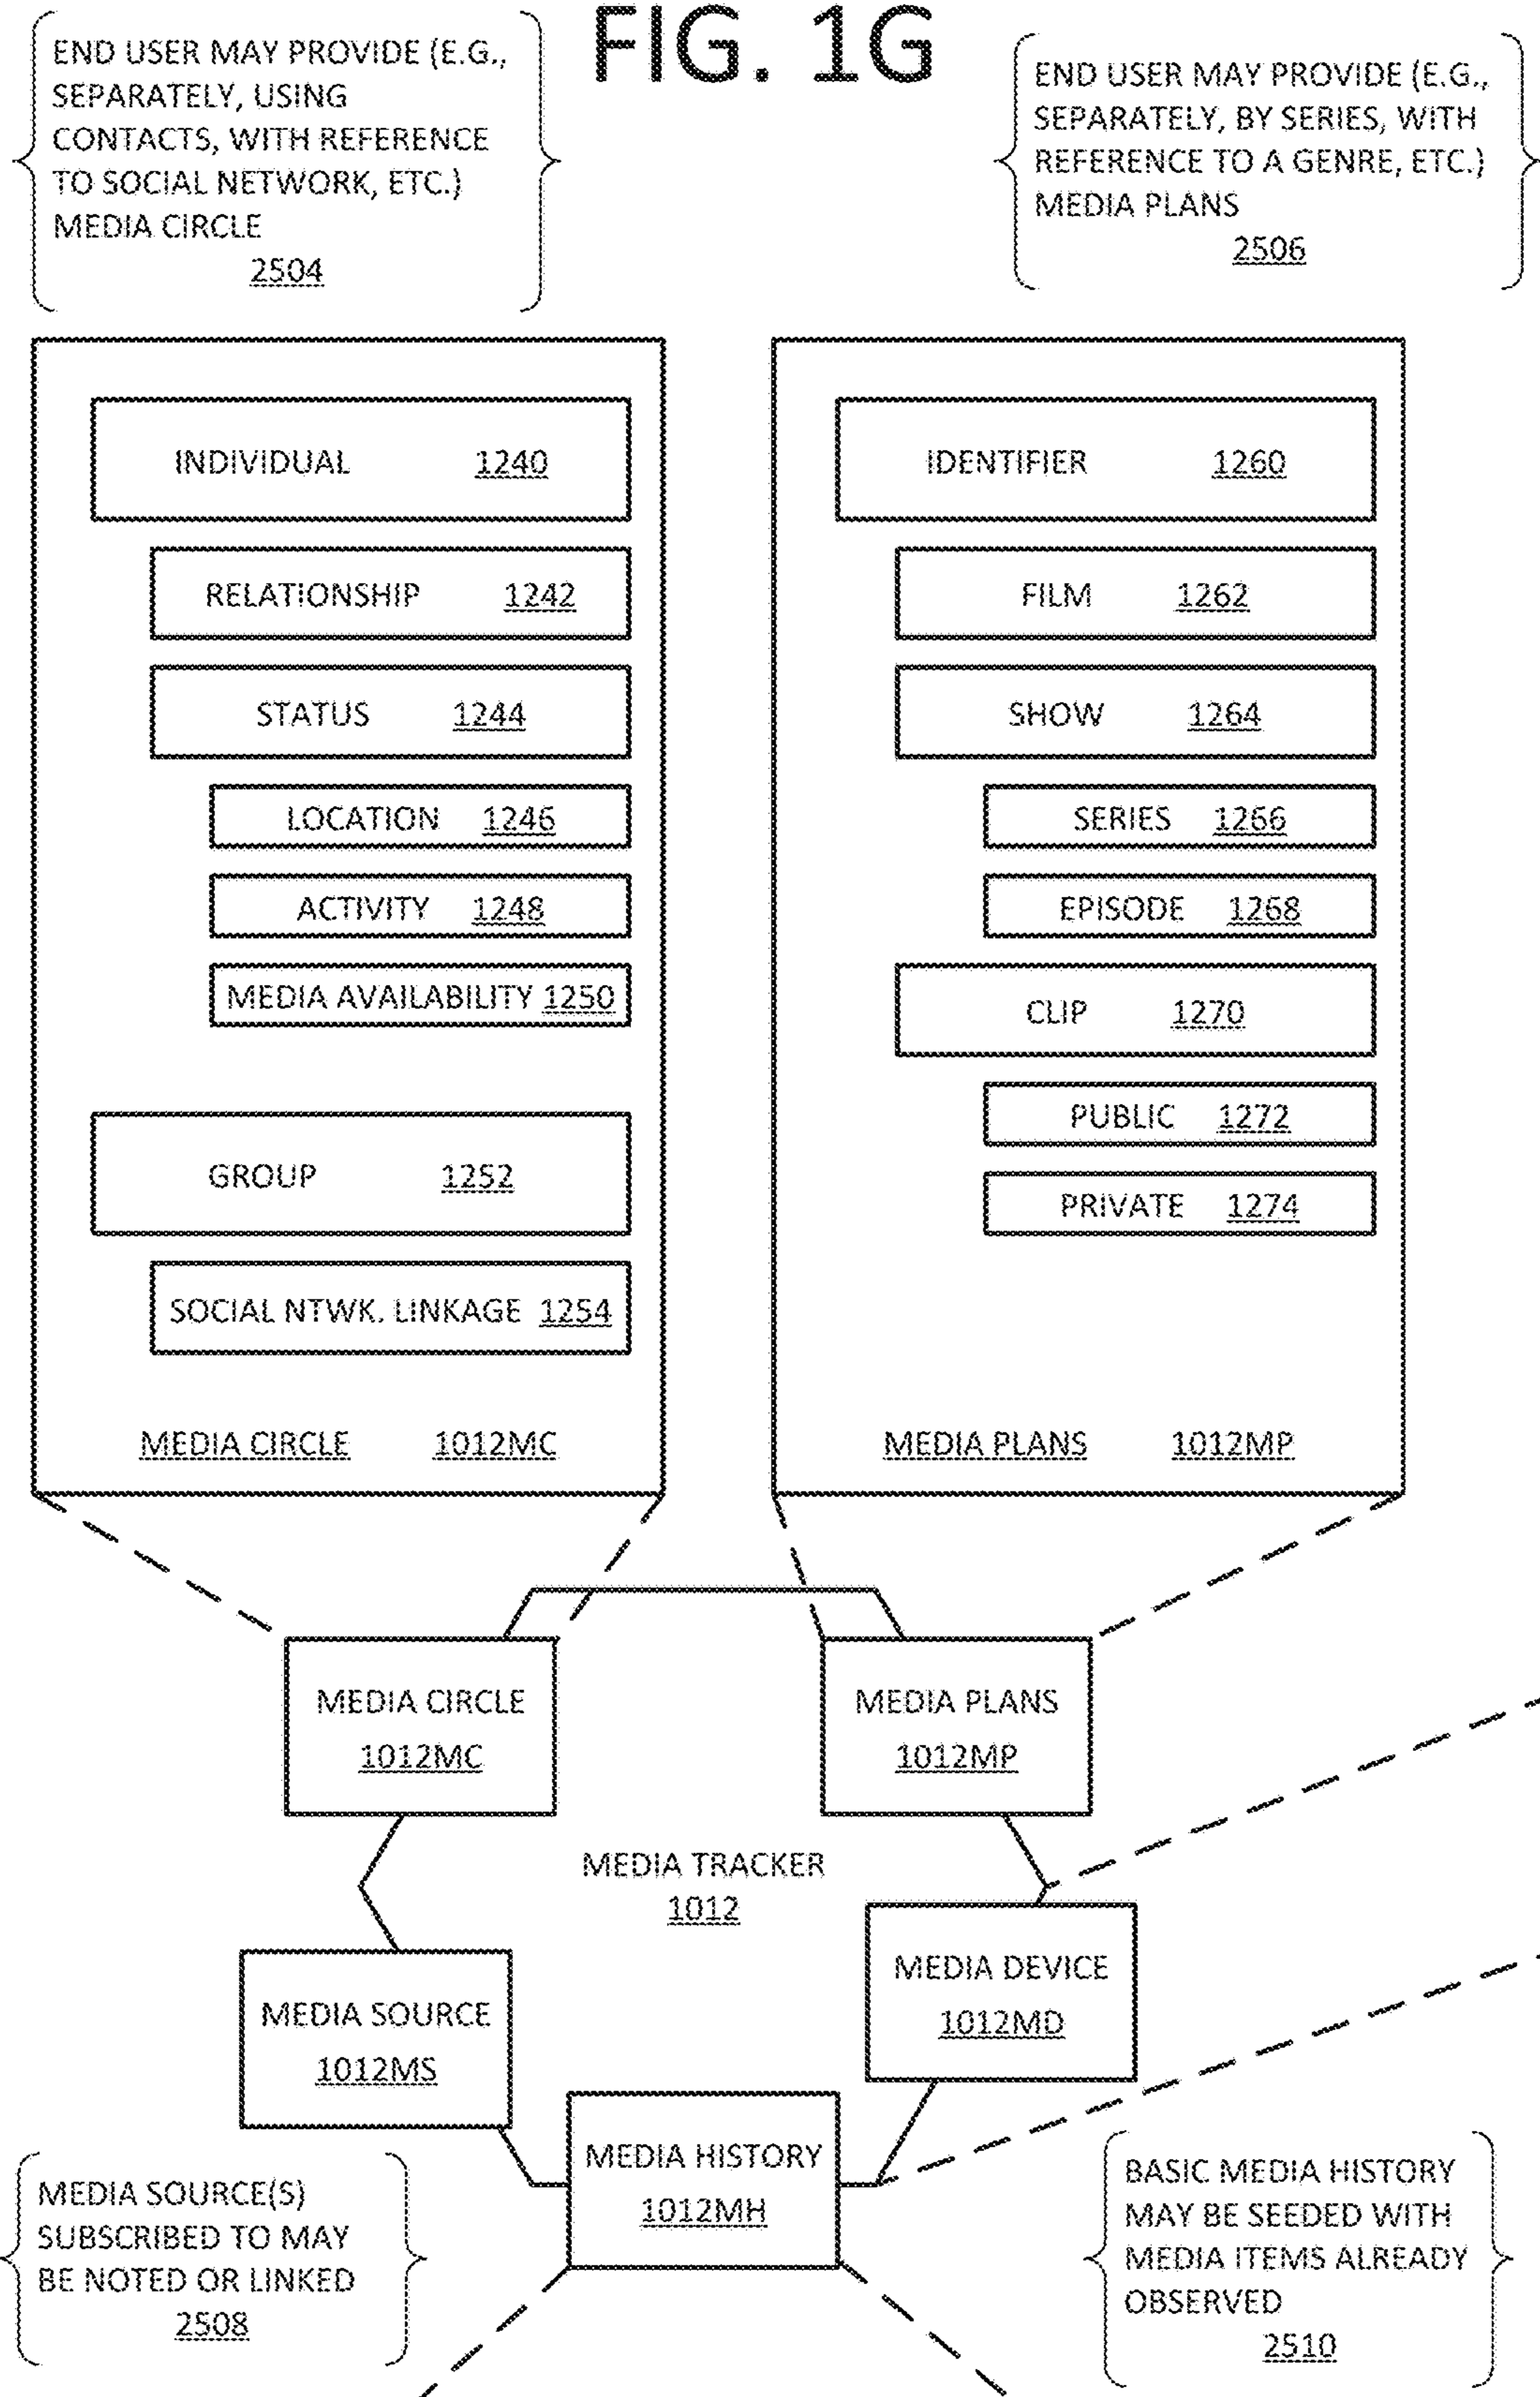 FIG. 1G
END USER MAY PROVIDE (E.G.,
SEPARATELY, USING
CONTACTS, WITH REFERENCE
TO SOCIAL NETWORK, ETC.)
MEDIA CIRCLE
2504
END USER MAY PROVIDE (E.G.,
SEPARATELY, BY SERIES, WITH
REFERENCE TO A GENRE, ETC.)
MEDIA PLANS
2506
INDIVIDUAL 1240
RELATIONSHIP 1242
STATUS 1244
LOCATION 1246
ACTIVITY 1248
MEDIA AVAILABILITY 1250
GROUP 1252
SOCIAL NTWK. LINKAGE 1254
MEDIA CIRCLE 1012MC
IDENTIFIER 1260
FILM 1262
SHOW 1264
SERIES 1266
EPISODE 1268
CLIP 1270
PUBLIC 1272
PRIVATE 1274
MEDIA PLANS 1012MP
MEDIA CIRCLE
1012MC
MEDIA PLANS
1012MP
MEDIA TRACKER
1012
MEDIA SOURCE
1012MS
MEDIA DEVICE
1012MD
MEDIA HISTORY
1012MH
MEDIA SOURCE(S)
SUBSCRIBED TO MAY
BE NOTED OR LINKED
2508
BASIC MEDIA HISTORY
MAY BE SEEDED WITH
MEDIA ITEMS ALREADY
OBSERVED
2510